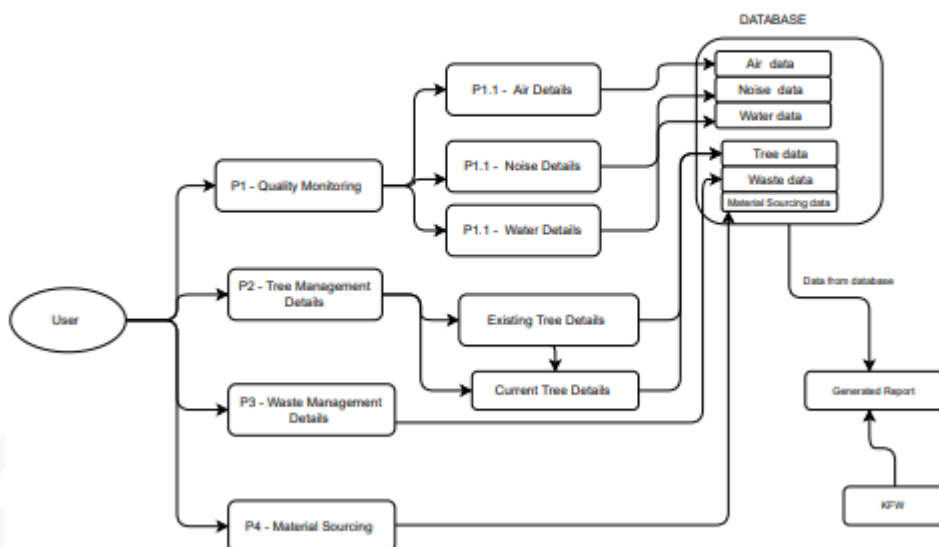 DATABASE
Air data
Noise data
Water data
Tree data
Waste data
Material Sourcing data
P1.1 - Air Details
P1.1 - Noise Details
P1.1 - Water Details
P1 - Quality Monitoring
P2 - Tree Management
Details
Existing Tree Details
Current Tree Details
User
P3 - Waste Management
Details
P4 - Material Sourcing
Data from database
Generated Report
KFW